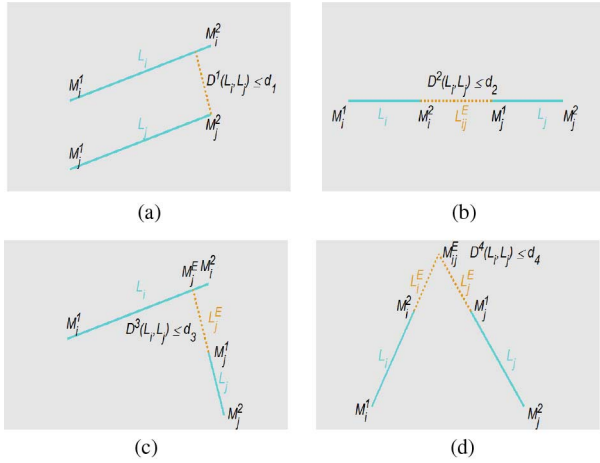 M_i^2
L_i
M_i^1
D^1(L_i, L_j) ≤ d_1
L_j
M_j^2
M_j^1
(a)
D^2(L_i, L_j) ≤ d_2
M_i^1 L_i M_i^2 L_ij^E M_j^1 L_j M_j^2
(b)
M_j^E M_i^2
L_i
M_i^1
D^3(L_i, L_j) ≤ d_3
L_j^E
M_j^1
L_j
M_j^2
(c)
M_ij^E D^4(L_i, L_j) ≤ d_4
L_i^E L_j^E
M_i^2 M_j^1
L_i L_j
M_i^1 M_j^2
(d)